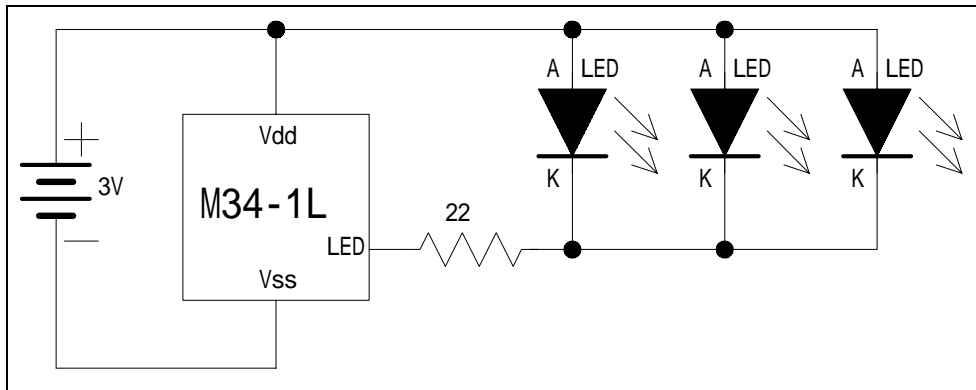 A LED
A LED
A LED
+
Vdd
3V
M34-1L
K
K
K
22
LED
−
Vss